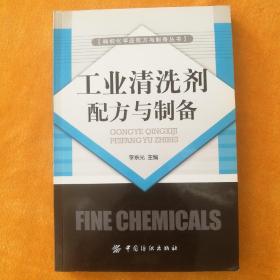 精细化学品配方与制备丛书
工业清洗剂
配方与制备
GONGYE QINGXIJI
PEIFANG YU ZHIBEI
李东光 主编
FINE CHEMICALS
中国纺织出版社